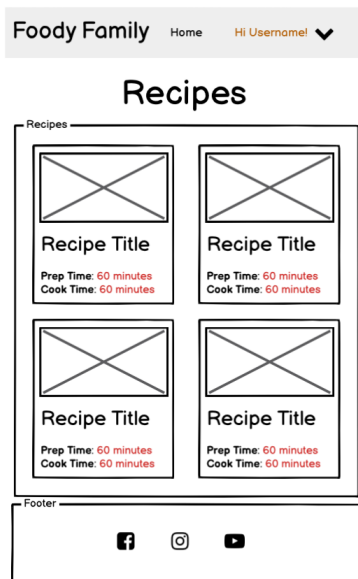 Foody Family Home Hi Username!
Recipes
Recipes
Recipe Title
Prep Time: 60 minutes
Cook Time: 60 minutes
Recipe Title
Prep Time: 60 minutes
Cook Time: 60 minutes
Recipe Title
Prep Time: 60 minutes
Cook Time: 60 minutes
Recipe Title
Prep Time: 60 minutes
Cook Time: 60 minutes
Footer